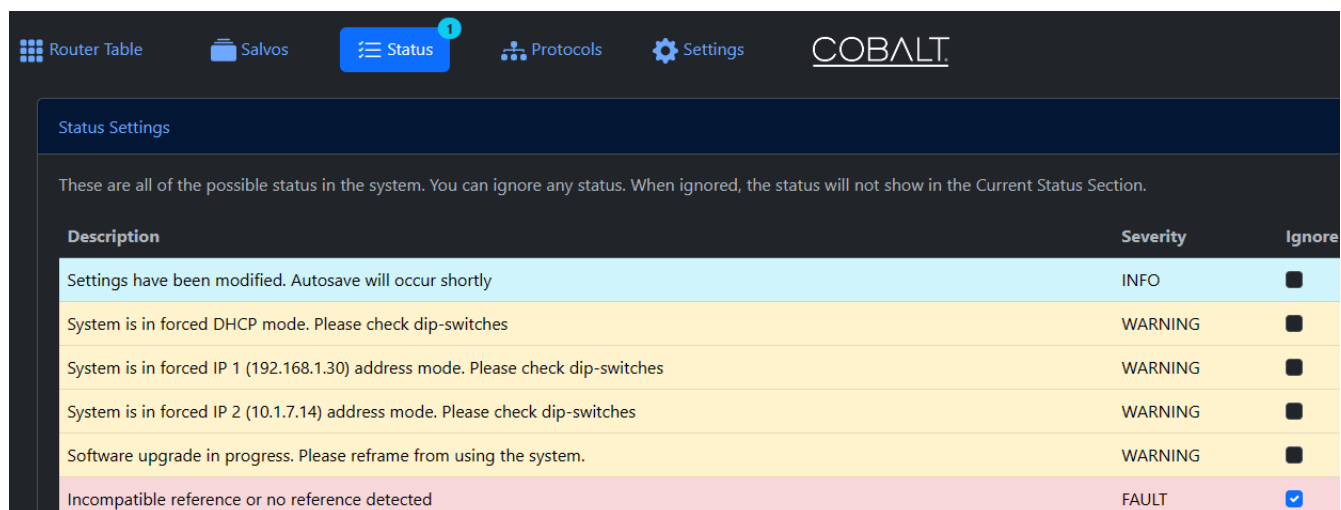 Router Table Salvos Status 1 Protocols Settings COBALT.
Status Settings
These are all of the possible status in the system. You can ignore any status. When ignored, the status will not show in the Current Status Section.
Description Severity Ignore
Settings have been modified. Autosave will occur shortly INFO
System is in forced DHCP mode. Please check dip-switches WARNING
System is in forced IP 1 (192.168.1.30) address mode. Please check dip-switches WARNING
System is in forced IP 2 (10.1.7.14) address mode. Please check dip-switches WARNING
Software upgrade in progress. Please reframe from using the system. WARNING
Incompatible reference or no reference detected FAULT